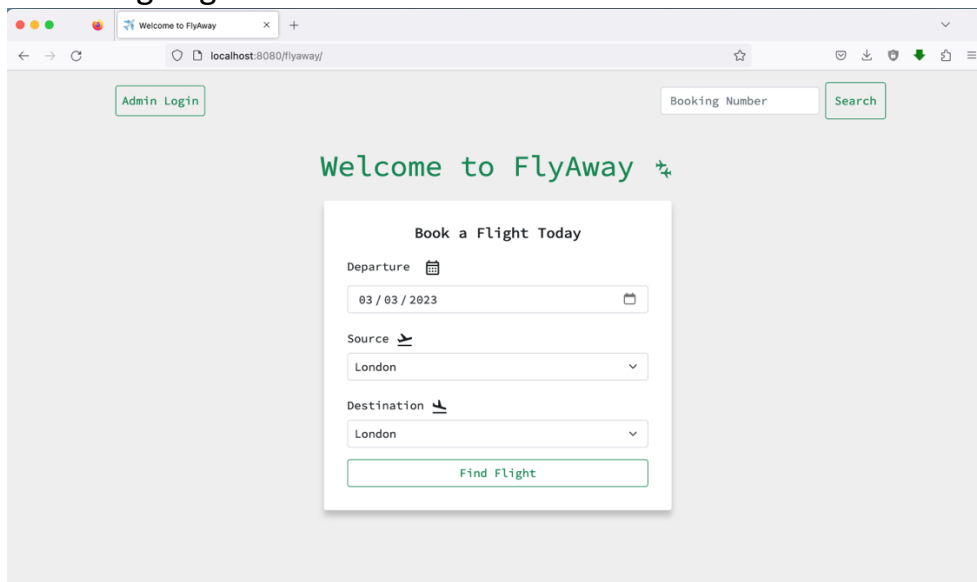 Welcome to FlyAway
localhost:8080/flyaway/
Admin Login
Booking Number
Search
Welcome to FlyAway
Book a Flight Today
Departure
03/03/2023
Source
London
Destination
London
Find Flight